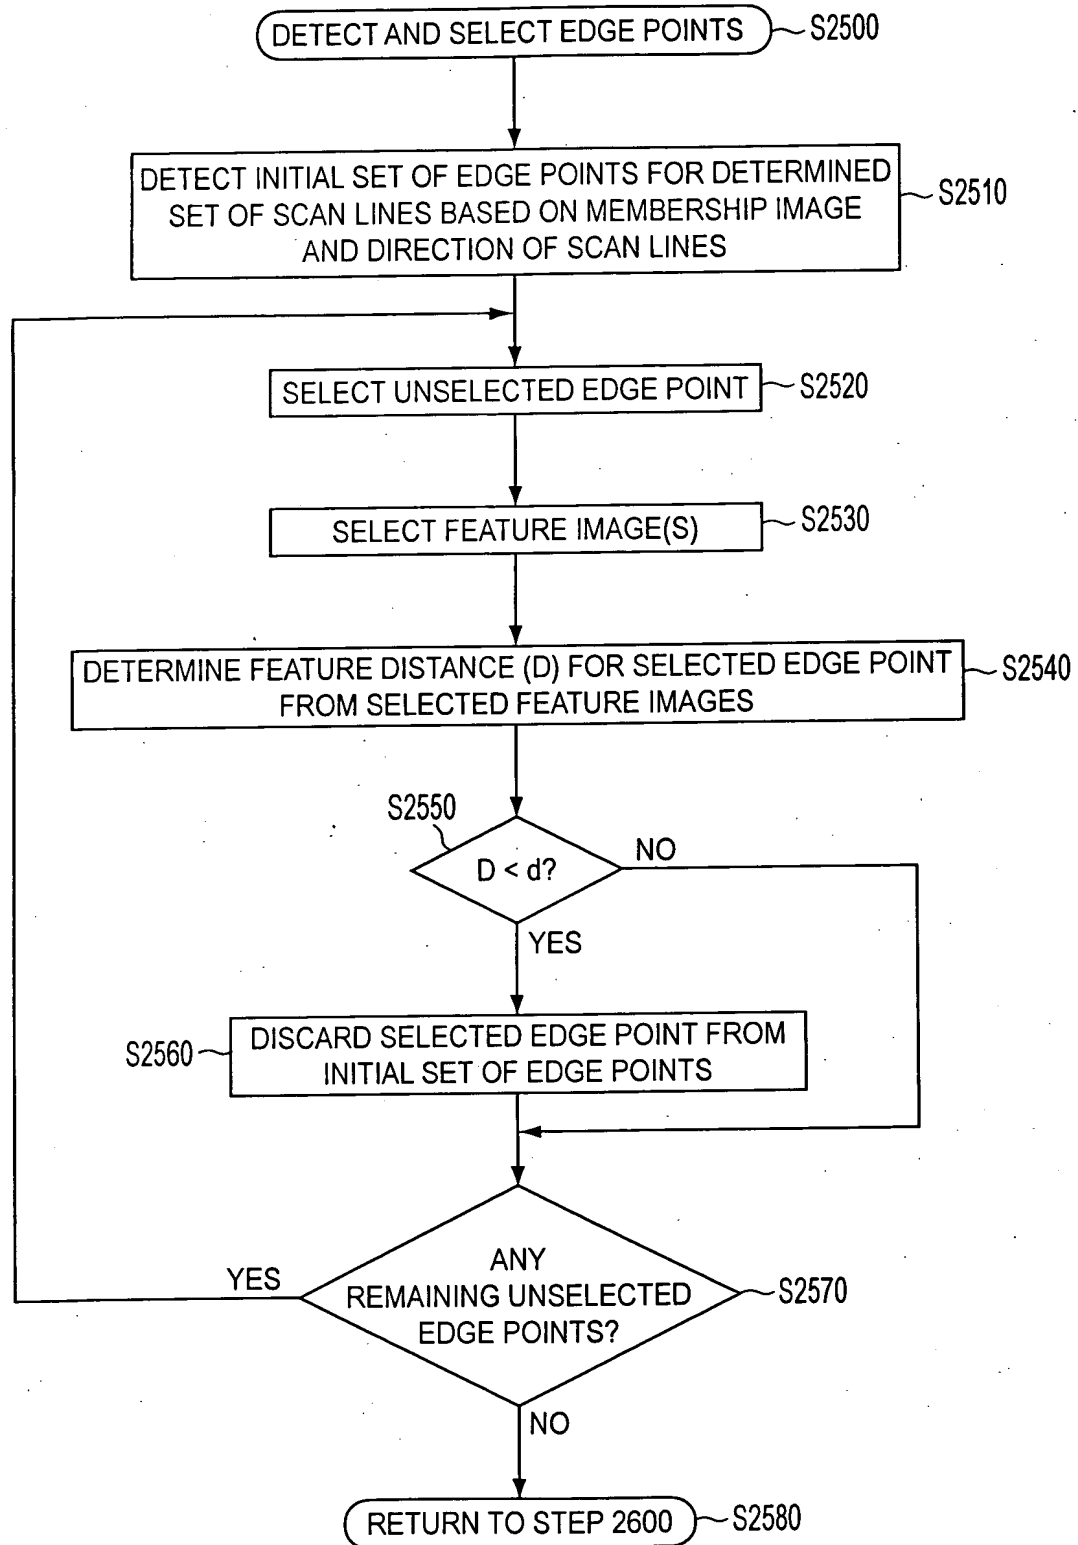 DETECT AND SELECT EDGE POINTS
S2500
DETECT INITIAL SET OF EDGE POINTS FOR DETERMINED
SET OF SCAN LINES BASED ON MEMBERSHIP IMAGE
AND DIRECTION OF SCAN LINES
S2510
SELECT UNSELECTED EDGE POINT
S2520
SELECT FEATURE IMAGE(S)
S2530
DETERMINE FEATURE DISTANCE (D) FOR SELECTED EDGE POINT
FROM SELECTED FEATURE IMAGES
S2540
S2550
D < d?
NO
YES
S2560
DISCARD SELECTED EDGE POINT FROM
INITIAL SET OF EDGE POINTS
YES
ANY
REMAINING UNSELECTED
EDGE POINTS?
S2570
NO
RETURN TO STEP 2600
S2580